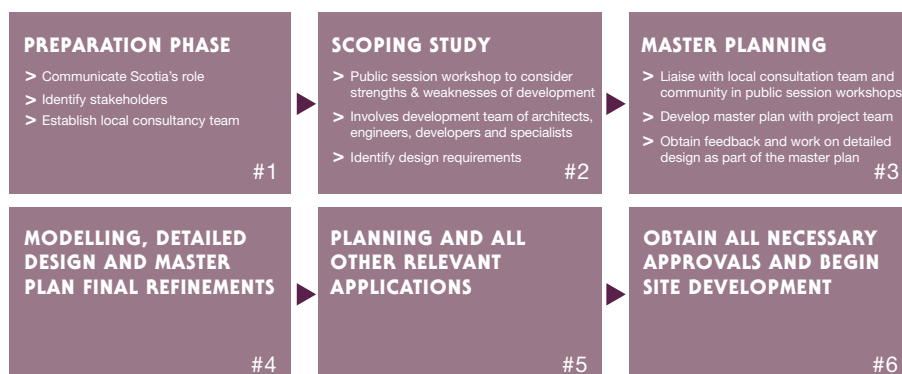 PREPARATION PHASE
> Communicate Scotia's role
> Identify stakeholders
> Establish local consultancy team
#1
SCOPING STUDY
> Public session workshop to consider
strengths & weaknesses of development
> Involves development team of architects,
engineers, developers and specialists
> Identify design requirements
#2
MASTER PLANNING
> Liaise with local consultation team and
community in public session workshops
> Develop master plan with project team
> Obtain feedback and work on detailed
design as part of the master plan
#3
MODELLING, DETAILED
DESIGN AND MASTER
PLAN FINAL REFINEMENTS
#4
PLANNING AND ALL
OTHER RELEVANT
APPLICATIONS
#5
OBTAIN ALL NECESSARY
APPROVALS AND BEGIN
SITE DEVELOPMENT
#6